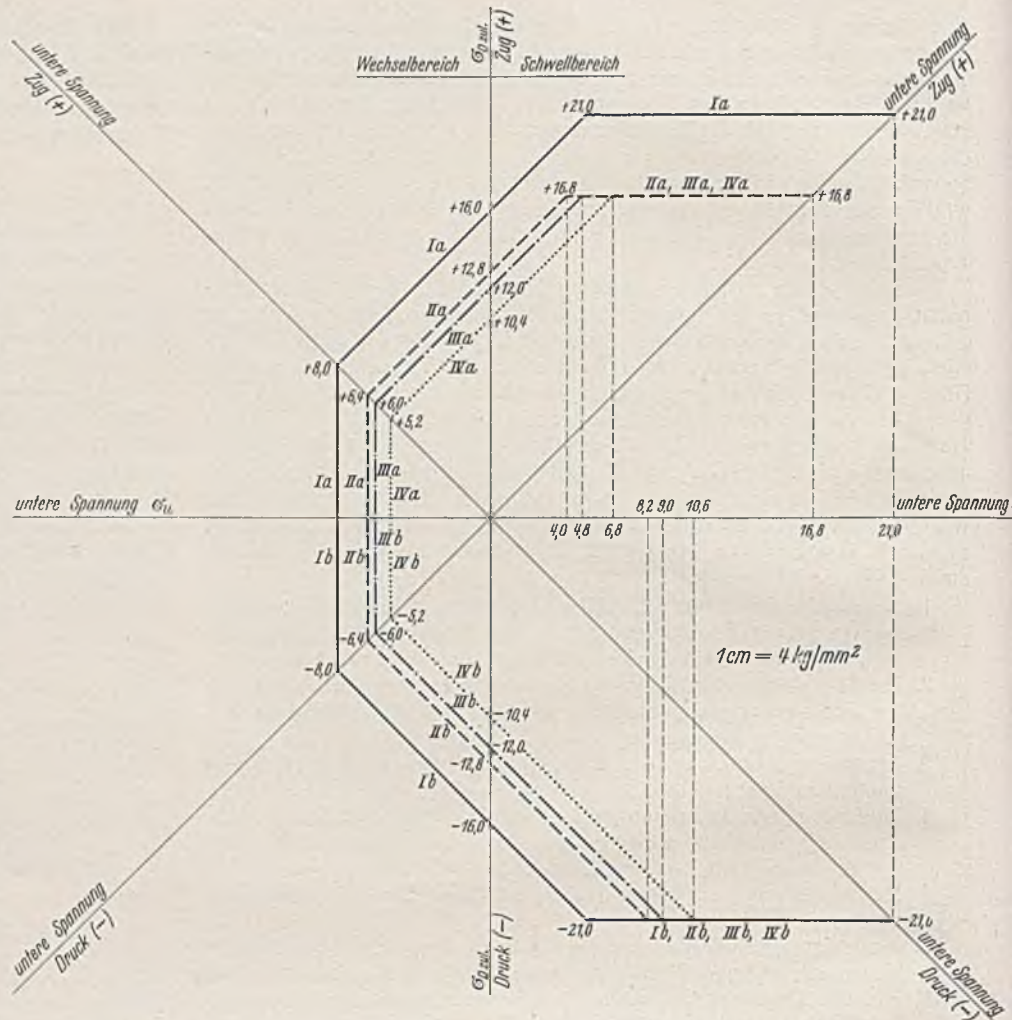 σ_D zul.
Zug (+)
Wechselbereich
Schwellbereich
untere Spannung
Zug (+)
untere Spannung
Zug (+)
+21,0
Ia
+21,0
+16,8
IIa, IIIa, IVa
+16,8
+16,0
Ia
+12,8
+12,0
IIa
+10,4
IIIa
IVa
+8,0
+6,4
+6,0
+5,2
Ia
IIa
IIIa
IVa
untere Spannung σu
8,2
9,0
10,6
untere Spannung
4,0
4,8
6,8
16,8
21,0
Ib
IIb
IIIb
IVb
-5,2
-6,0
-6,4
-8,0
1cm = 4 kg/mm²
IVb
IIIb
IIb
-10,4
-12,0
-12,8
Ib
-16,0
-21,0
Ib, IIb, IIIb, IVb
-21,0
untere Spannung
Druck (-)
σ_D zul.
Druck (-)
untere Spannung
Druck (-)